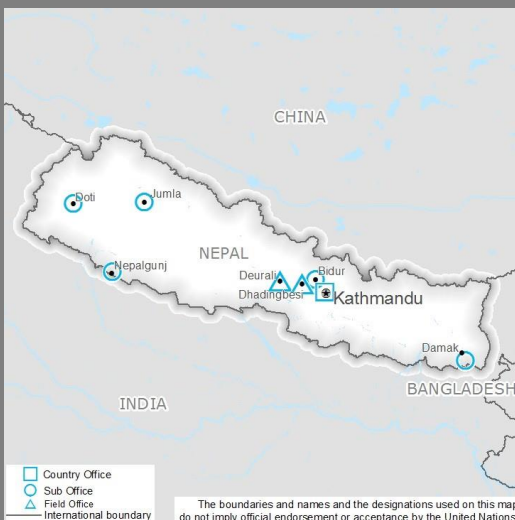 CHINA
Doti
Jumla
NEPAL
Nepalgunj
Deurali
Bidur
Dhadingbesi
Kathmandu
Damak
BANGLADESH
INDIA
Country Office
Sub Office
Field Office
International boundary
The boundaries and names and the designations used on this map
do not imply official endorsement or acceptance by the United Nations